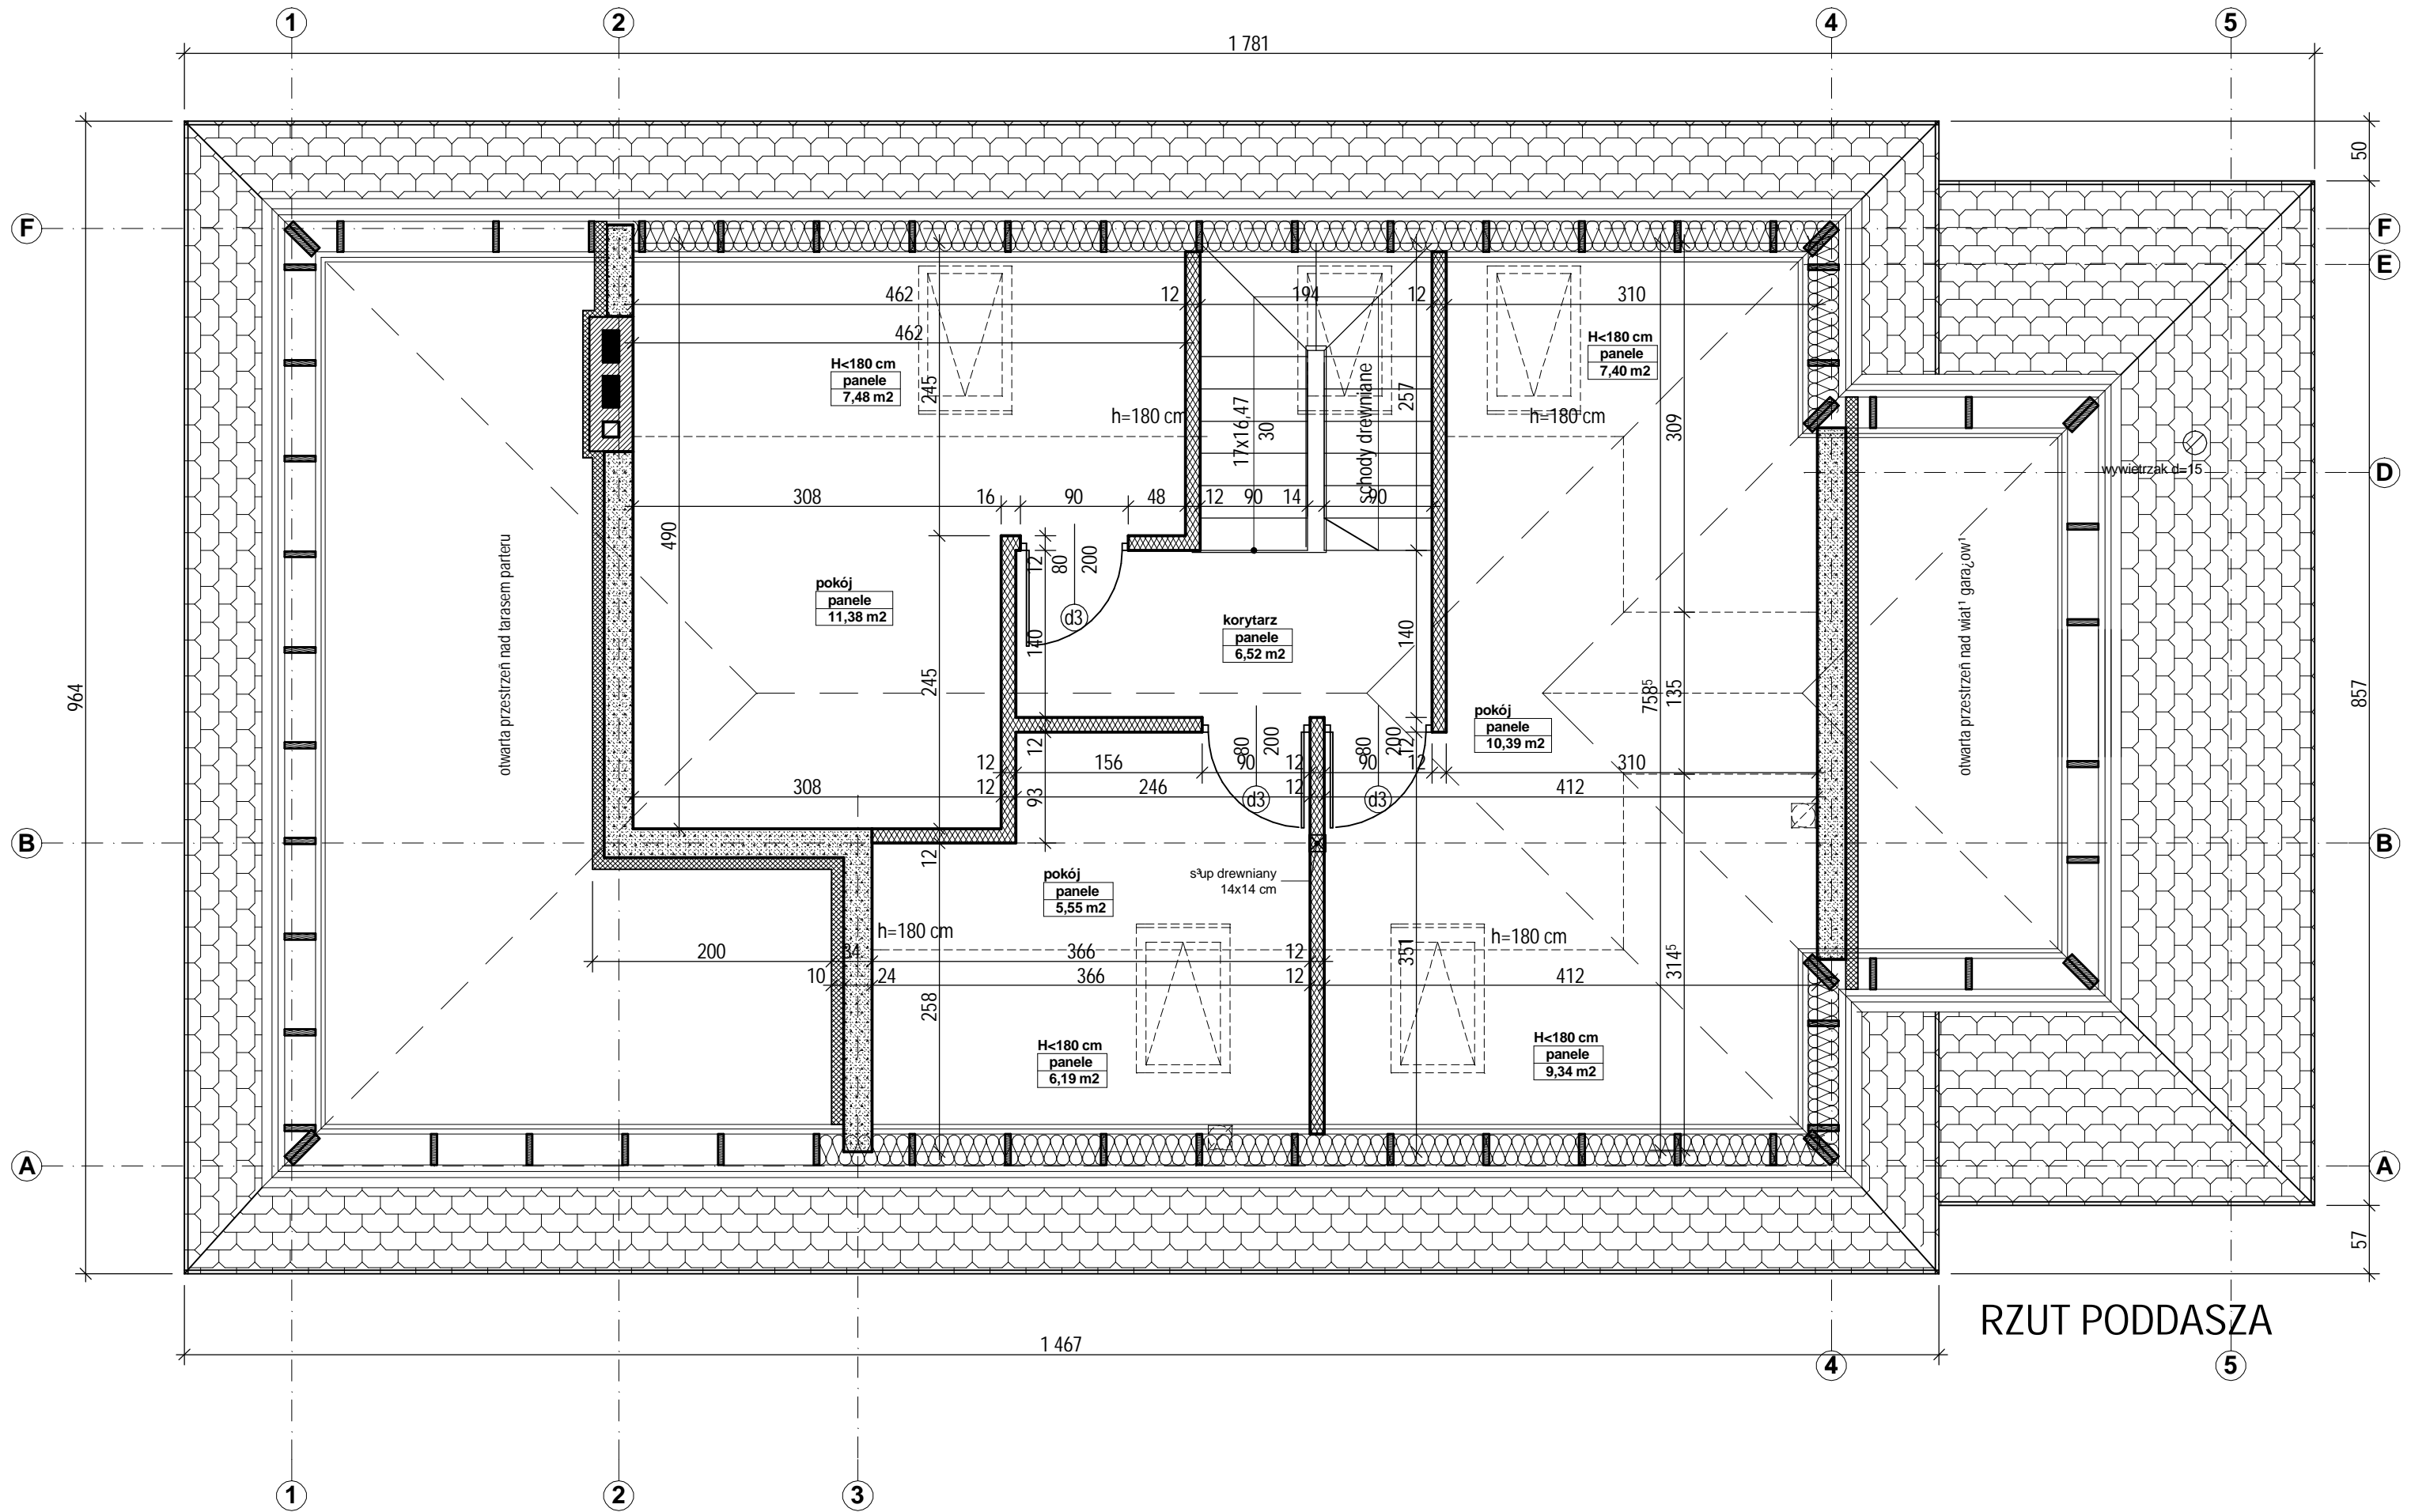 1 2 4 5
1 781
50
F F
E
462 12 194 12 310
462
H<180 cm
panele
7,48 m2
245
h=180 cm
17x16,47
30
schody drewniane
257
H<180 cm
panele
7,40 m2
h=180 cm
309
wywietrzak d=15
D
308 16 90 48 12 90 14 90
490
12
80
200
d3
140
otwarta przestrzeń nad tarasem parteru
pokój
panele
11,38 m2
korytarz
panele
6,52 m2
140
otwarta przestrzeń nad wiat¹ gara¿ow¹
964
245
758⁵
135
857
pokój
panele
10,39 m2
12
80
200
80
200
12
12 156 90 12 90 12 310
308 12 246 12 412
93
d3 d3
B B
12
pokój
panele
5,55 m2
s³up drewniany
14x14 cm
h=180 cm
h=180 cm
200 34 366 12
351
314⁵
10 24 366 12 412
258
H<180 cm
panele
6,19 m2
H<180 cm
panele
9,34 m2
A A
57
RZUT PODDASZA
1 467
4 5
1 2 3